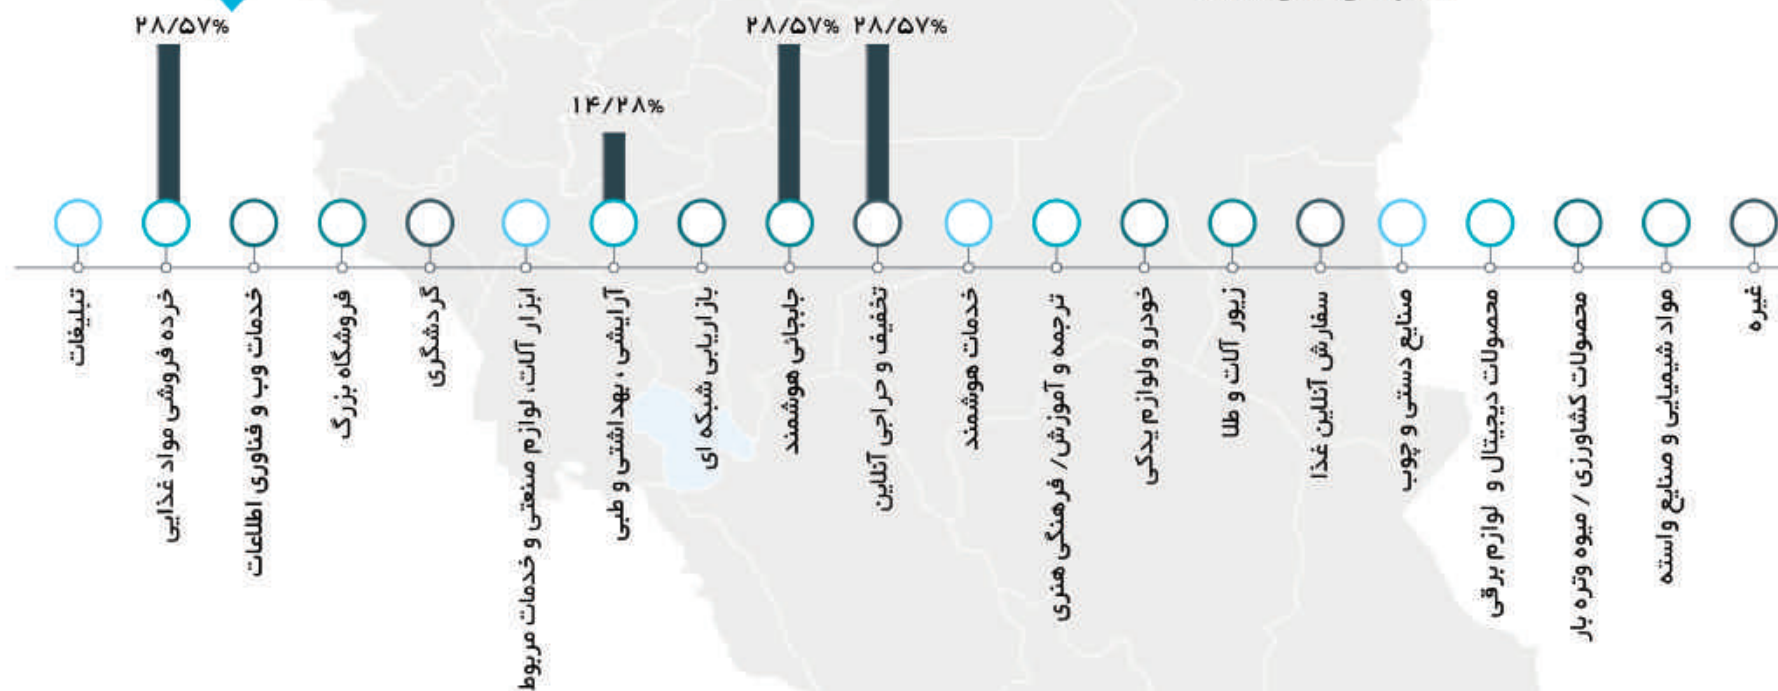 ۲۸/۵۷%
۲۸/۵۷%
۲۸/۵۷%
۱۴/۲۸%
تبلیغات
خرده فروشی مواد غذایی
خدمات وب و فناوری اطلاعات
فروشگاه بزرگ
گردشگری
ابزار آلات، لوازم صنعتی و خدمات مربوط
آرایشی، بهداشتی و طبی
بازاریابی شبکه ای
جابجائی هوشمند
تخفیف و حراجی آنلاین
خدمات هوشمند
ترجمه و آموزش/ فرهنگی هنری
خودرو ولوازم یدکی
زیور آلات و طلا
سفارش آنلاین غذا
صنایع دستی و چوب
محصولات دیجیتال و لوازم برقی
محصولات کشاورزی / میوه وتره بار
مواد شیمیایی و صنایع واسته
غیره